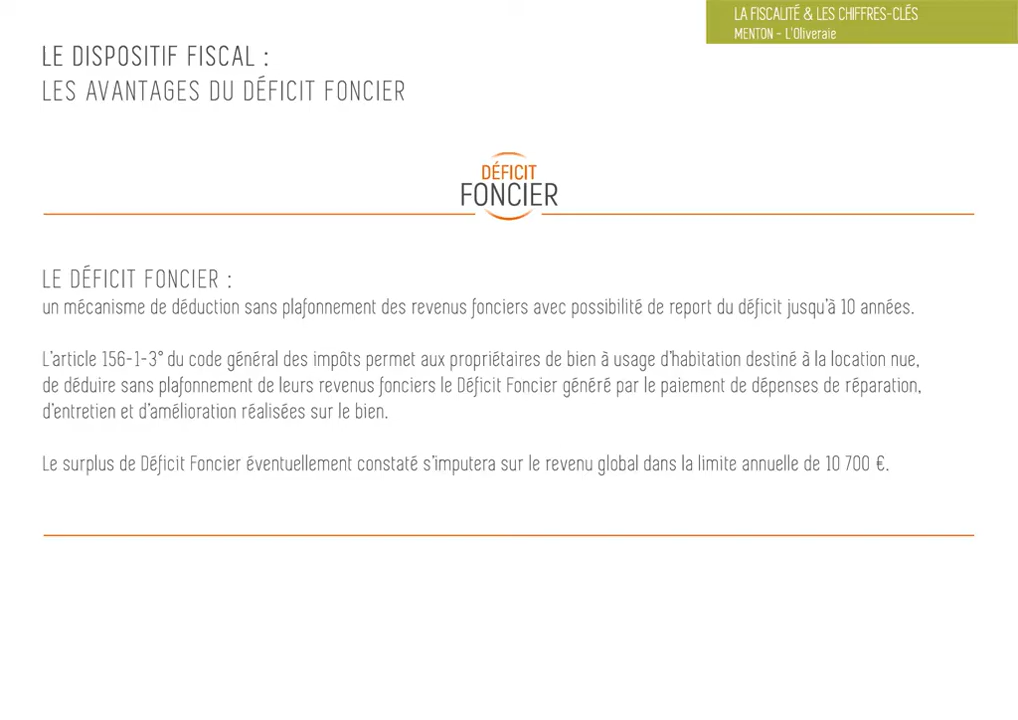 LA FISCALITÉ & LES CHIFFRES-CLÉS
MENTON - L'Oliveraie
LE DISPOSITIF FISCAL :
LES AVANTAGES DU DÉFICIT FONCIER
DÉFICIT
FONCIER
LE DÉFICIT FONCIER :
un mécanisme de déduction sans plafonnement des revenus fonciers avec possibilité de report du déficit jusqu'à 10 années.
L'article 156-1-3° du code général des impôts permet aux propriétaires de bien à usage d'habitation destiné à la location nue,
de déduire sans plafonnement de leurs revenus fonciers le Déficit Foncier généré par le paiement de dépenses de réparation,
d'entretien et d'amélioration réalisées sur le bien.
Le surplus de Déficit Foncier éventuellement constaté s'imputera sur le revenu global dans la limite annuelle de 10 700 €.